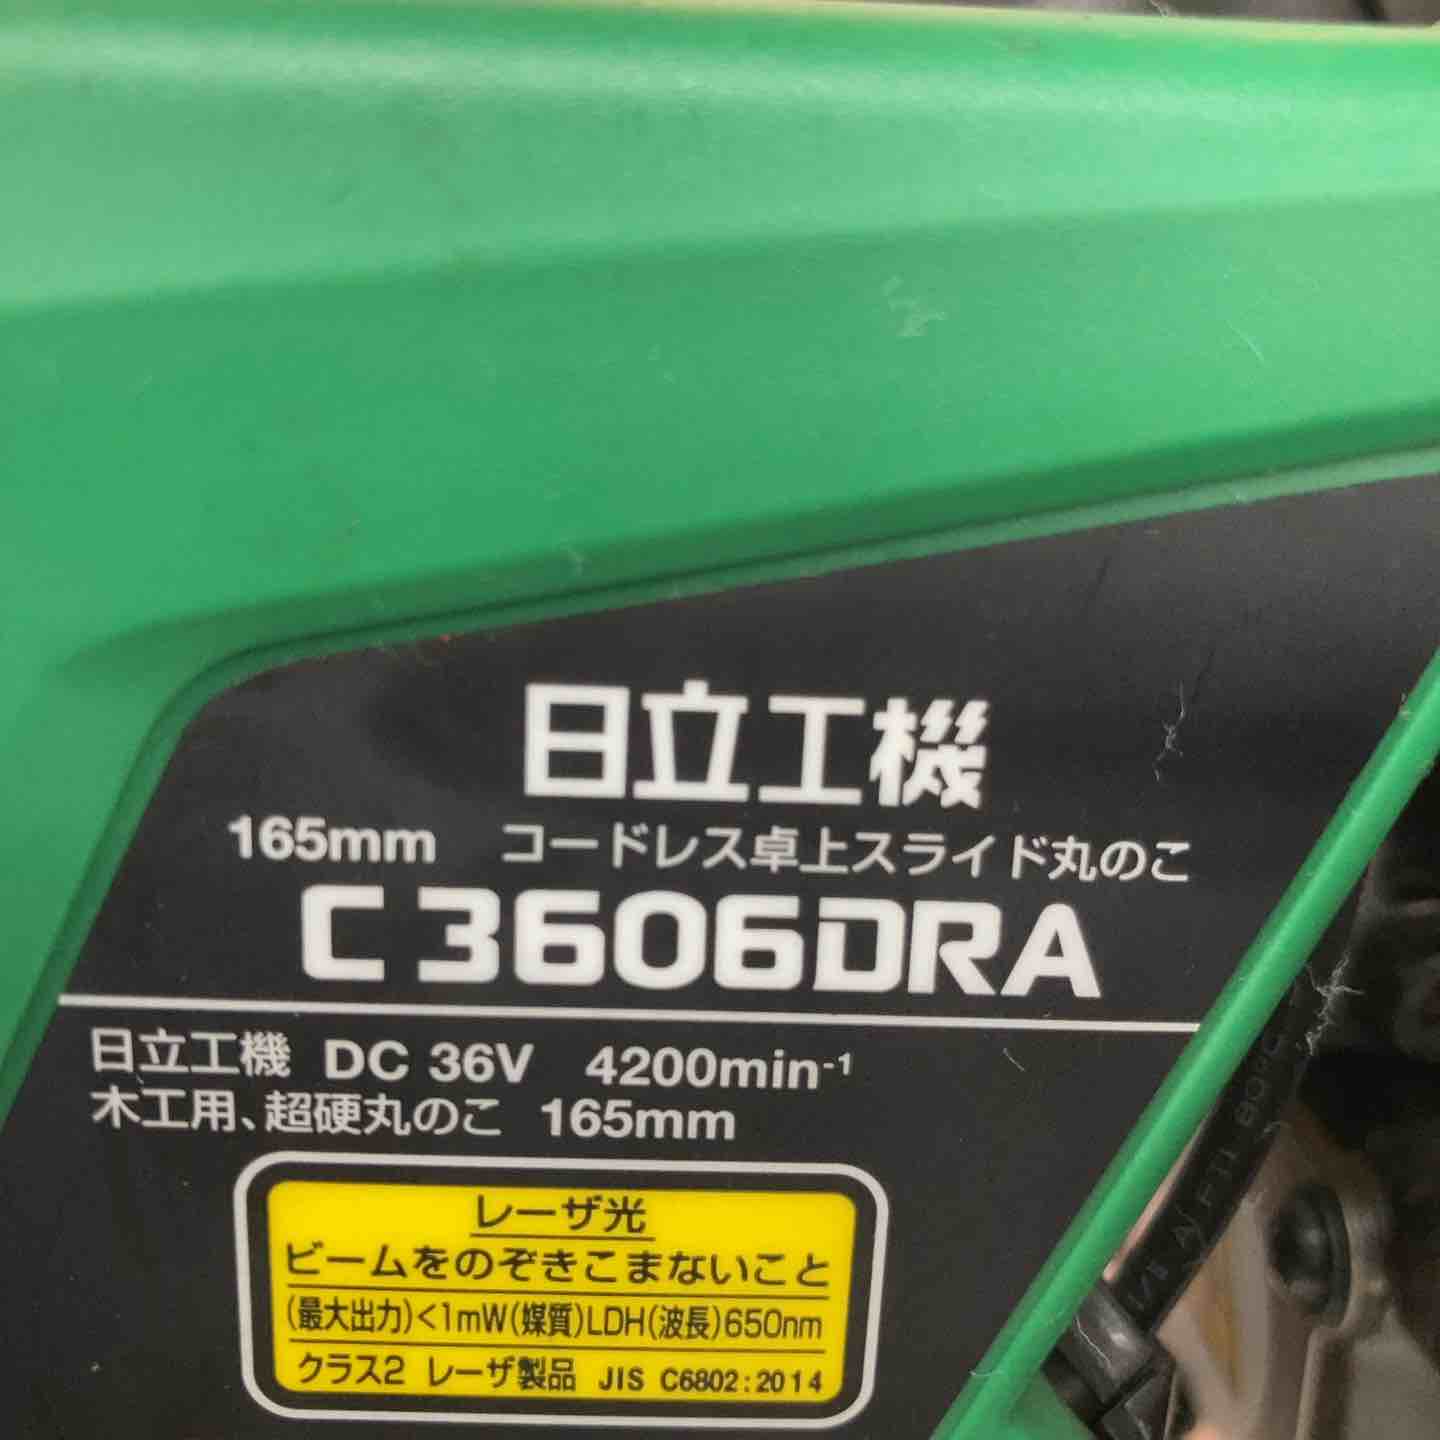 日立工機
165mm コードレス卓上スライド丸のこ
C3606DRA
日立工機 DC 36V 4200min-1
木工用、超硬丸のこ 165mm
レーザ光
ビームをのぞきこまないこと
(最大出力)<1mW(媒質)LDH(波長)650nm
クラス2 レーザ製品 JIS C6802:2014